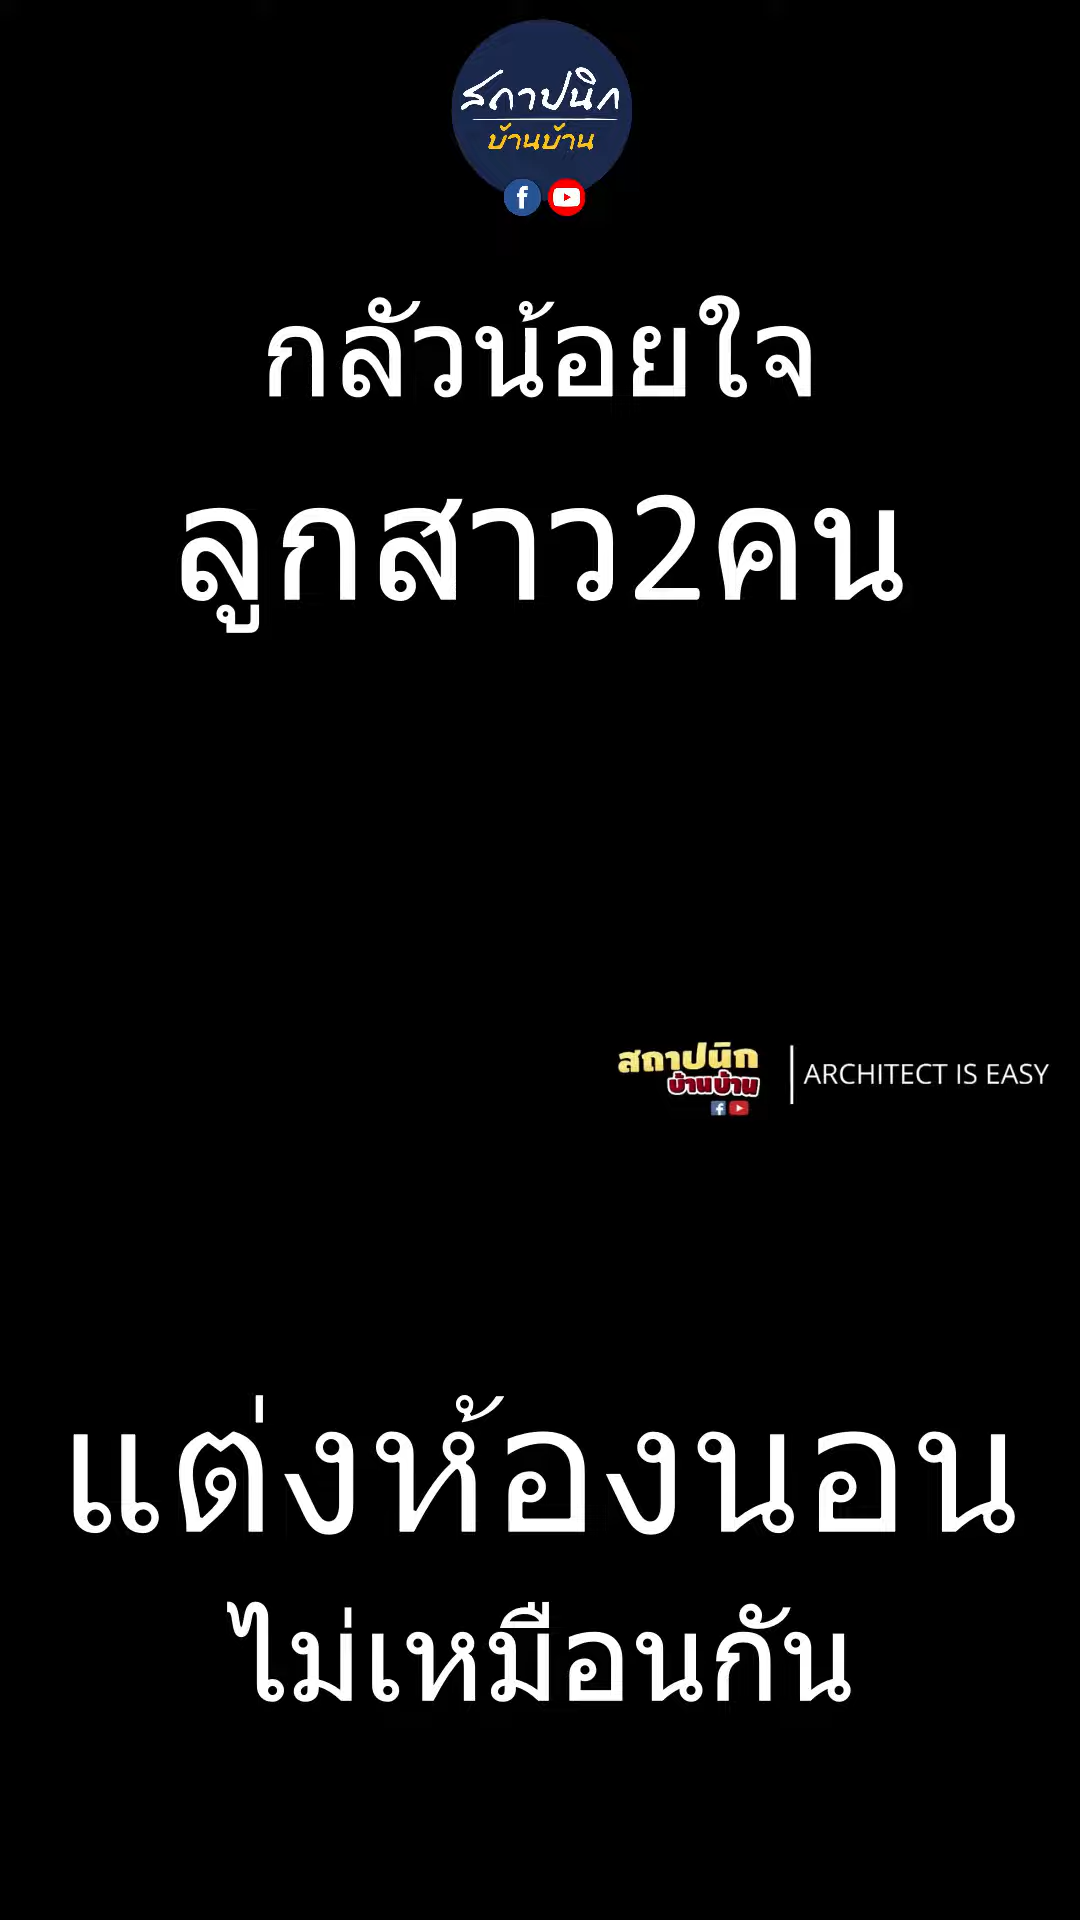 สถาปนิก
บ้านบ้าน
กลัวน้อยใจ
ลูกสาว2คน
สถาปนิก
บ้านบ้าน
ARCHITECT IS EASY
แต่งห้องนอน
ไม่เหมือนกัน